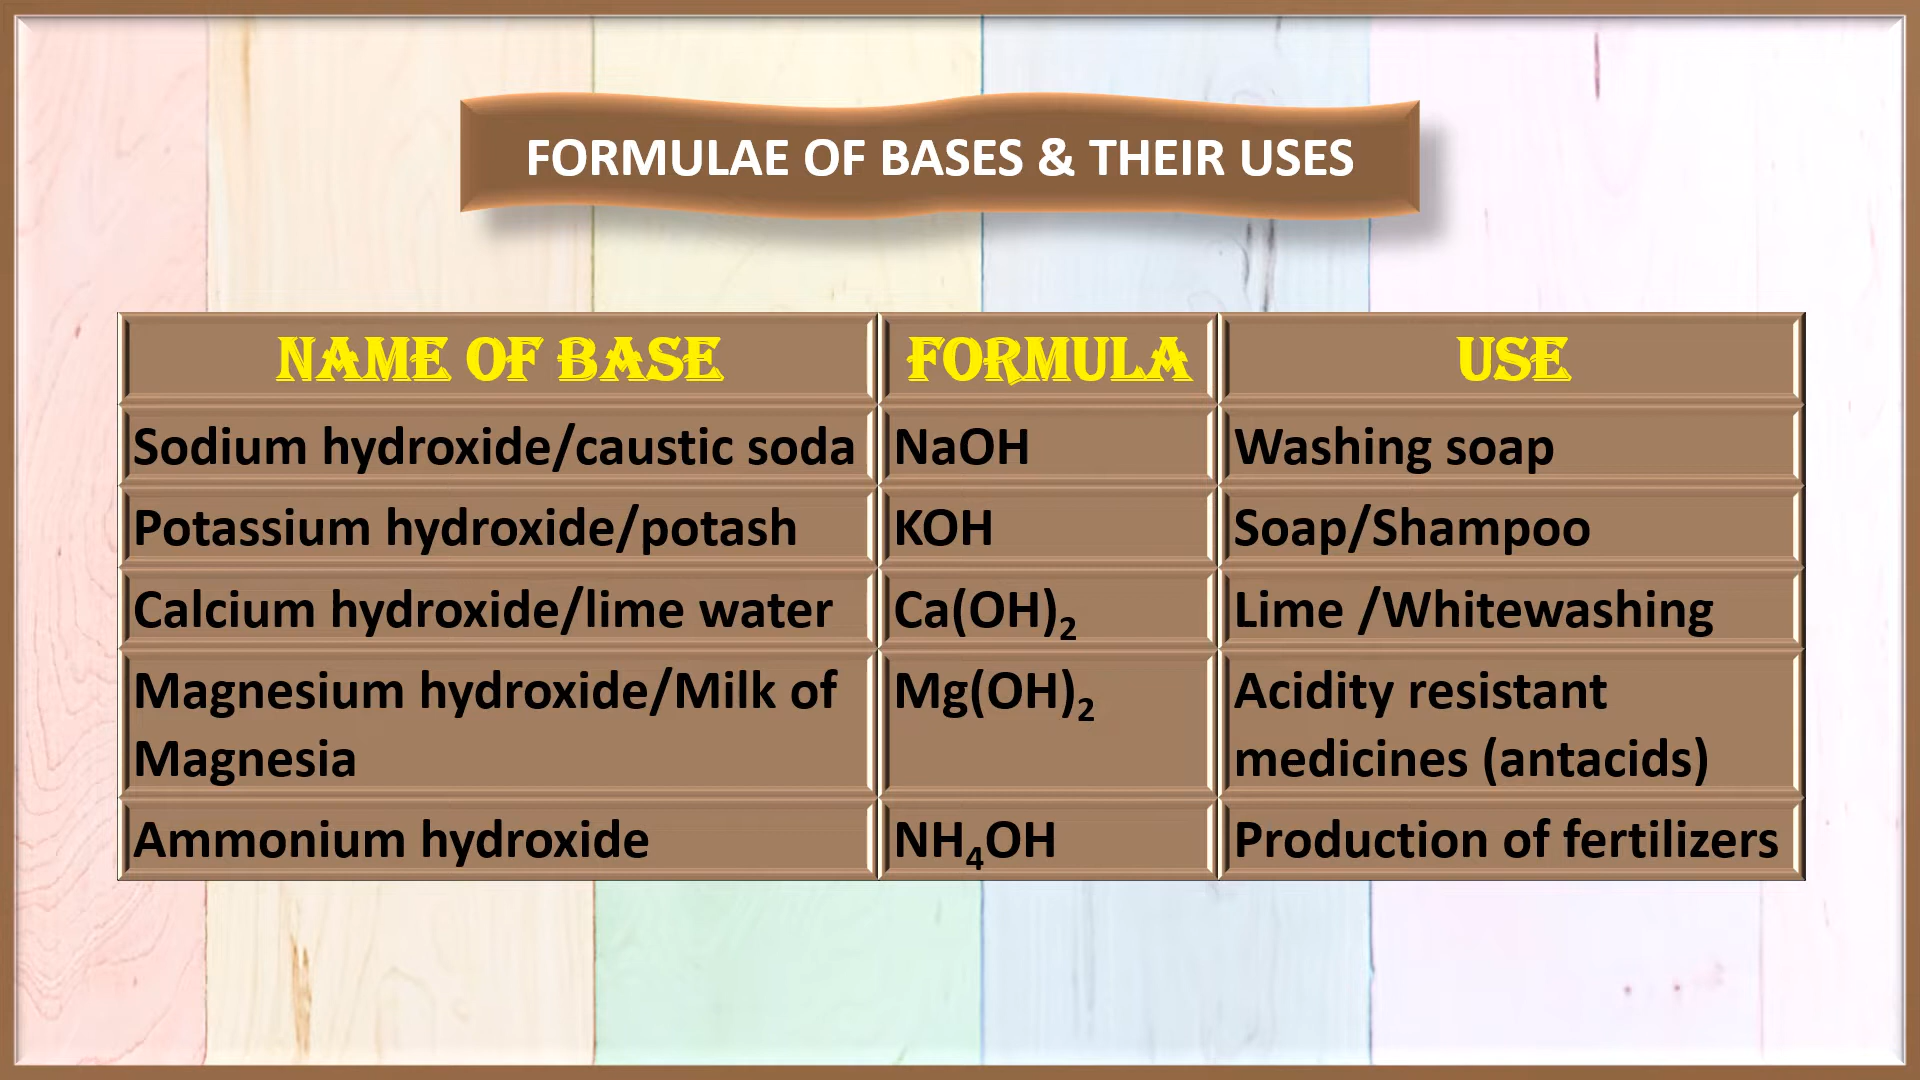 FORMULAE OF BASES & THEIR USES
NAME OF BASE FORMULA USE
Sodium hydroxide/caustic soda NaOH Washing soap
Potassium hydroxide/potash KOH Soap/Shampoo
Calcium hydroxide/lime water Ca(OH)₂ Lime /Whitewashing
Magnesium hydroxide/Milk of Mg(OH)₂ Acidity resistant
Magnesia medicines (antacids)
Ammonium hydroxide NH₄OH Production of fertilizers